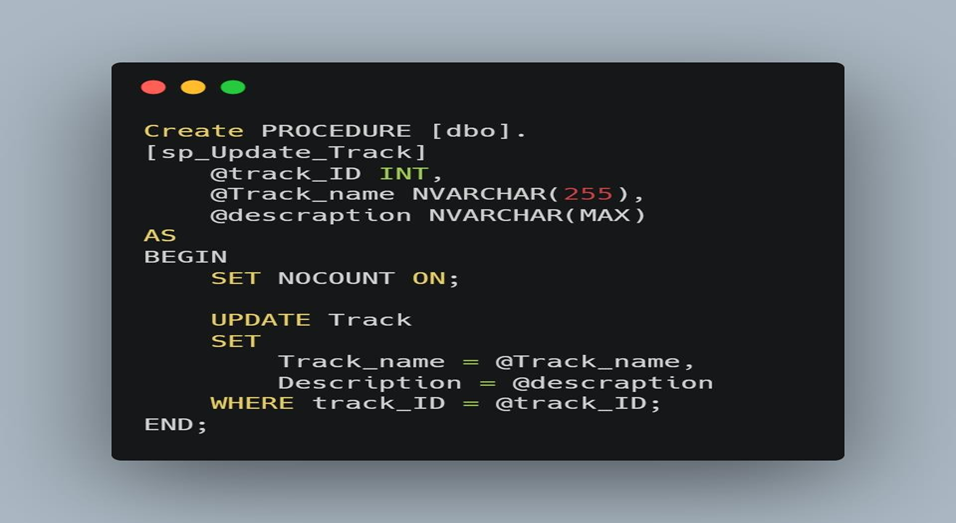 Create PROCEDURE [dbo].
[sp_Update_Track]
    @track_ID INT,
    @Track_name NVARCHAR(255),
    @descraption NVARCHAR(MAX)
AS
BEGIN
    SET NOCOUNT ON;

    UPDATE Track
    SET
        Track_name = @Track_name,
        Description = @descraption
    WHERE track_ID = @track_ID;
END;